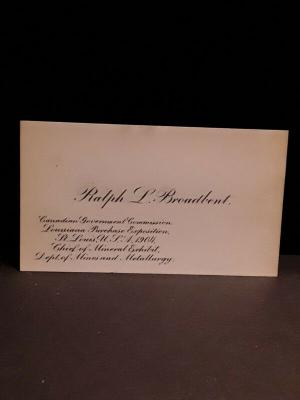 Ralph L. Broadbent.
Canadian Government Commission.
Louisiana Purchase Exposition,
St. Louis, U.S.A. 1904,
Chief of Mineral Exhibit,
Dept. of Mines and Metallurgy.